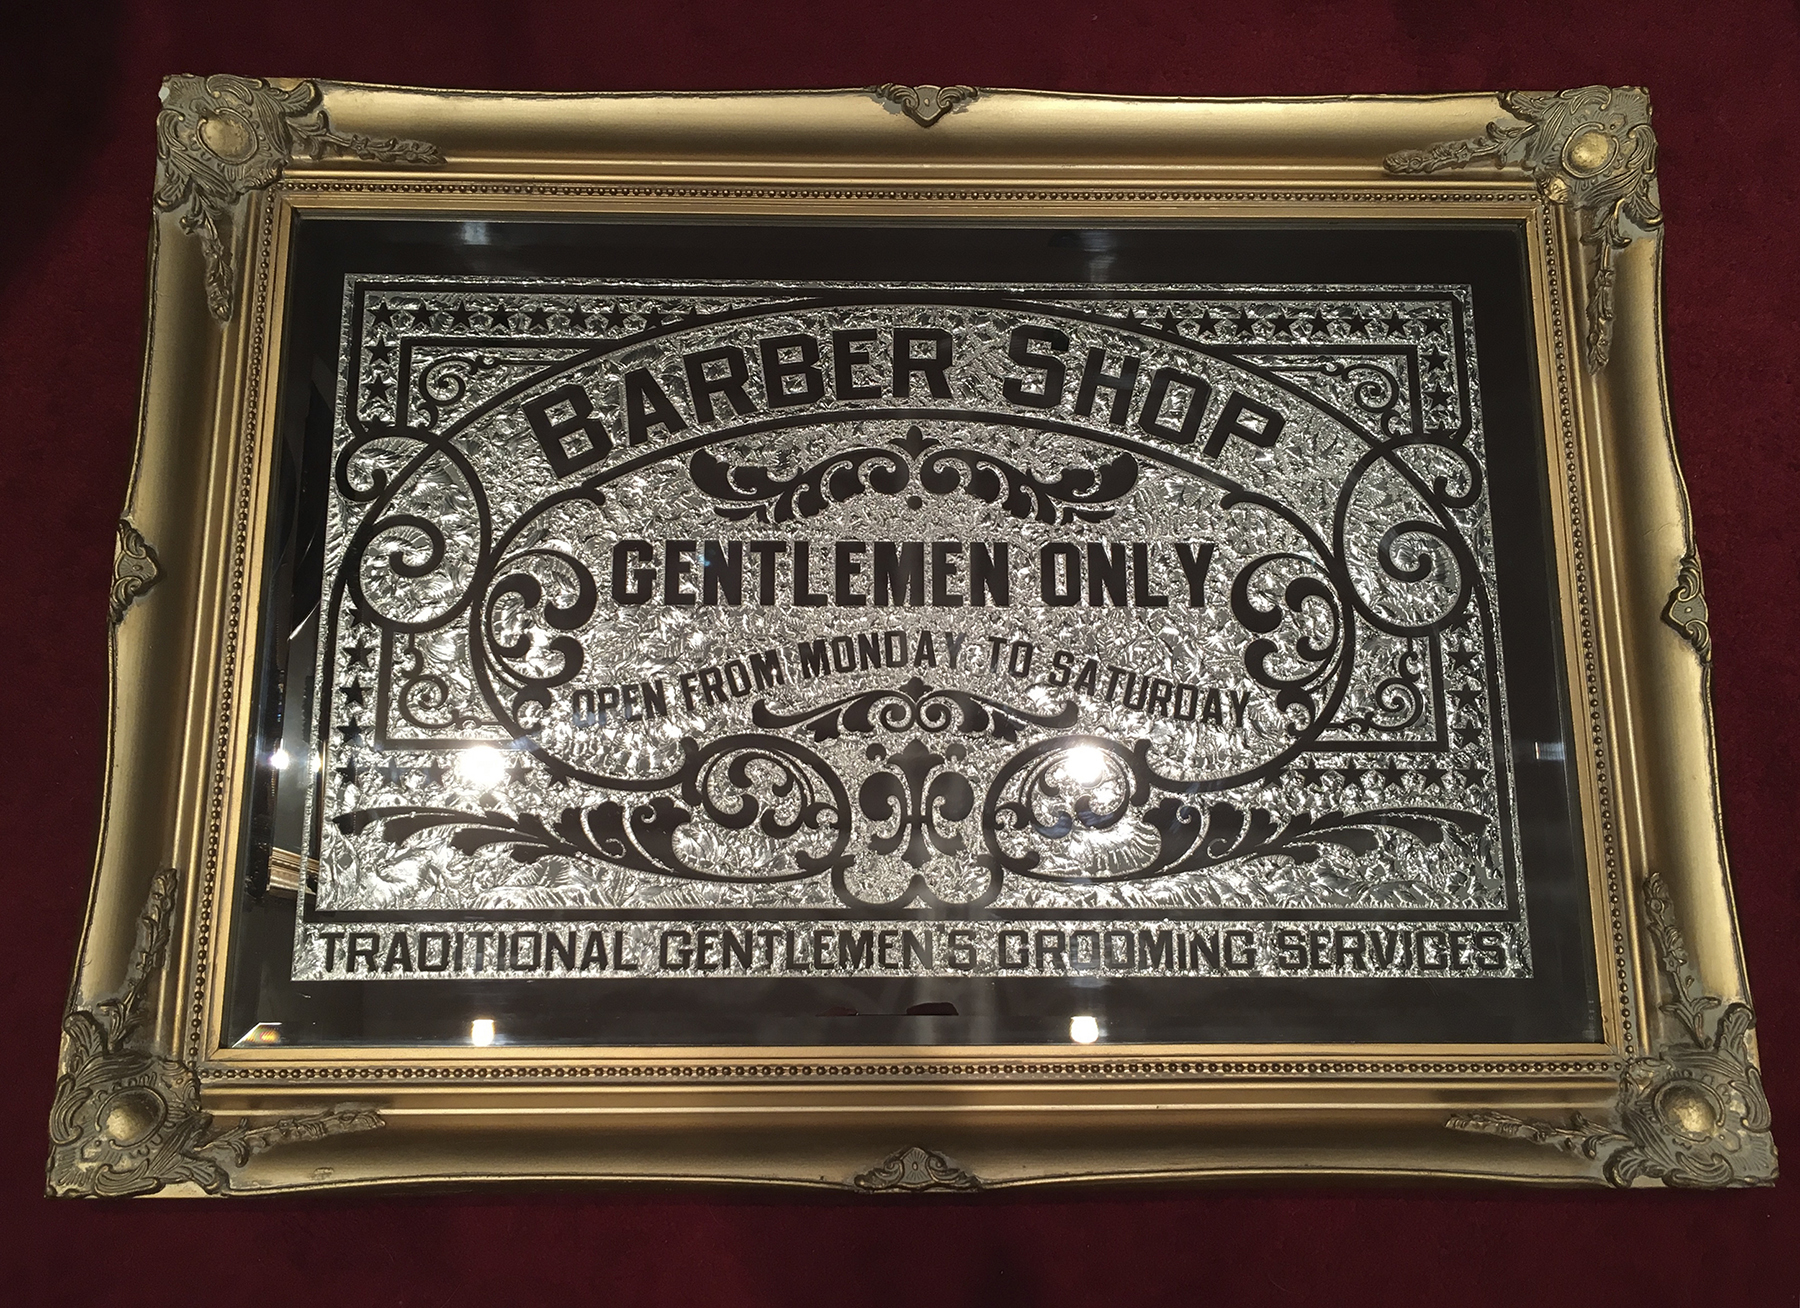 BARBER SHOP
GENTLEMEN ONLY
OPEN FROM MONDAY TO SATURDAY
TRADITIONAL GENTLEMEN'S GROOMING SERVICES